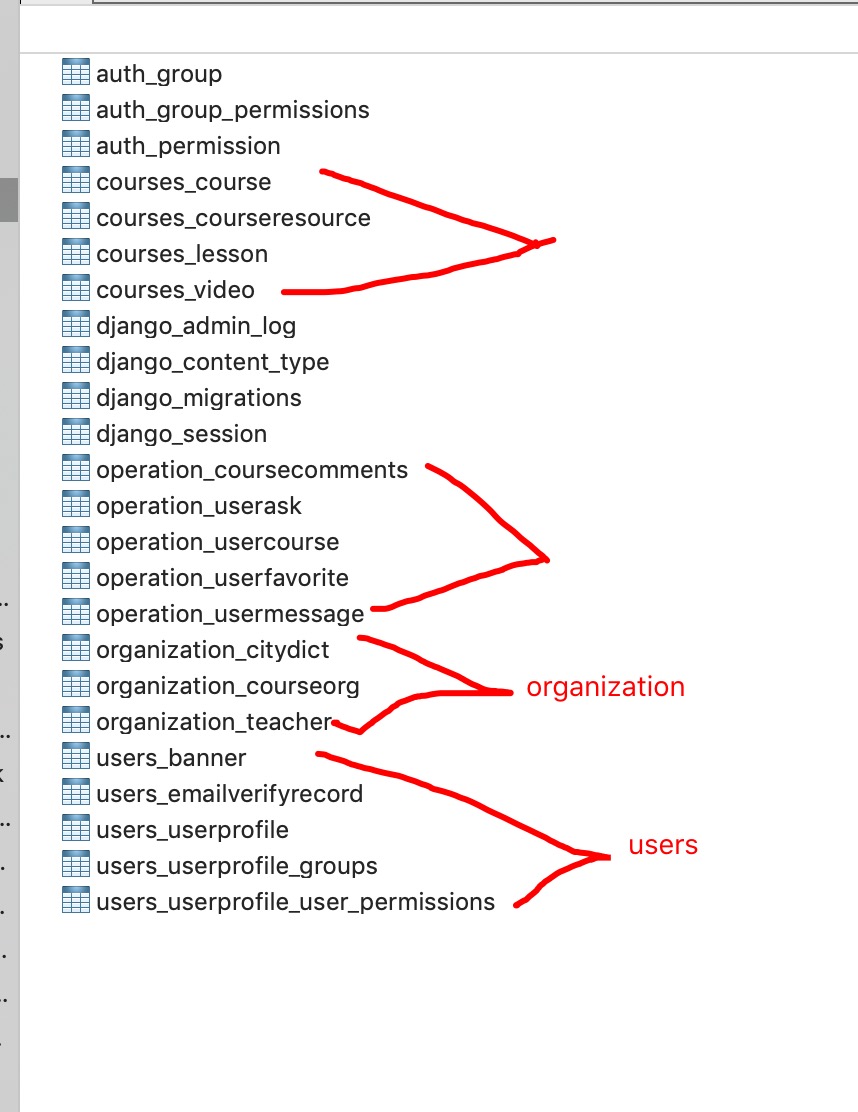 auth_group
auth_group_permissions
auth_permission
courses_course
courses_courseresource
courses_lesson
courses_video
django_admin_log
django_content_type
django_migrations
django_session
operation_coursecomments
operation_userask
operation_usercourse
operation_userfavorite
operation_usermessage
organization_citydict
organization_courseorg
organization
organization_teacher
users_banner
users_emailverifyrecord
users_userprofile
users
users_userprofile_groups
users_userprofile_user_permissions